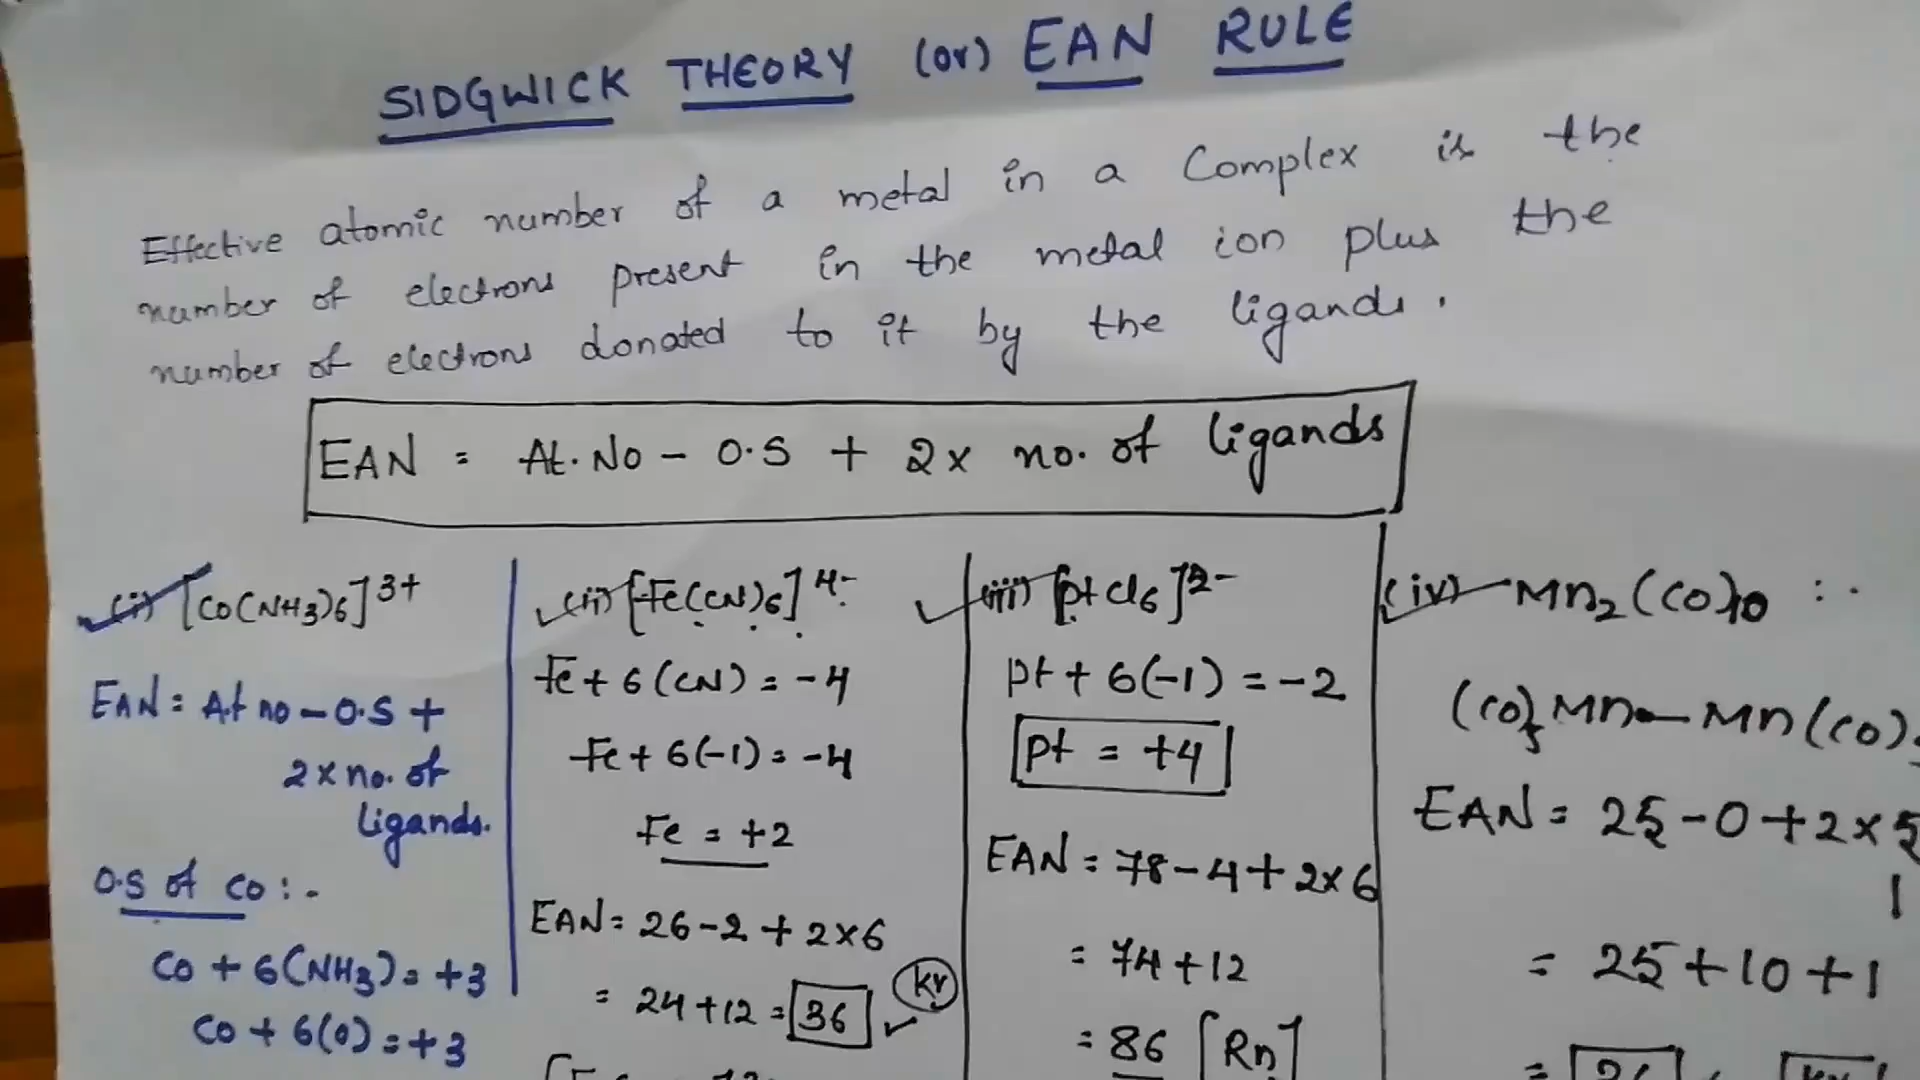 SIDGWICK THEORY (or) EAN RULE
Effective atomic number of a metal in a Complex is the
number of electrons present in the metal ion plus the
number of electrons donated to it by the ligands.
EAN = At. No - O.S + 2x no. of ligands
(i) [CO(NH3)6]3+
EAN = At no - O.S +
2 x no. of
ligands.
O.S of CO :-
CO + 6(NH3) = +3
CO + 6(0) = +3
(ii) [Fe(CN)6]4-
Fe + 6(CN) = -4
Fe + 6(-1) = -4
Fe = +2
EAN = 26-2+2x6
= 24+12 = 36 Kr
(iii) [ptCl6]2-
pt + 6(-1) = -2
pt = +4
EAN = 78-4+2x6
= 74+12
= 86 [Rn]
(iv) Mn2(CO)10 :-
(CO)5 Mn - Mn(CO)5
EAN = 25-0+2x5
1
= 25+10+1
=